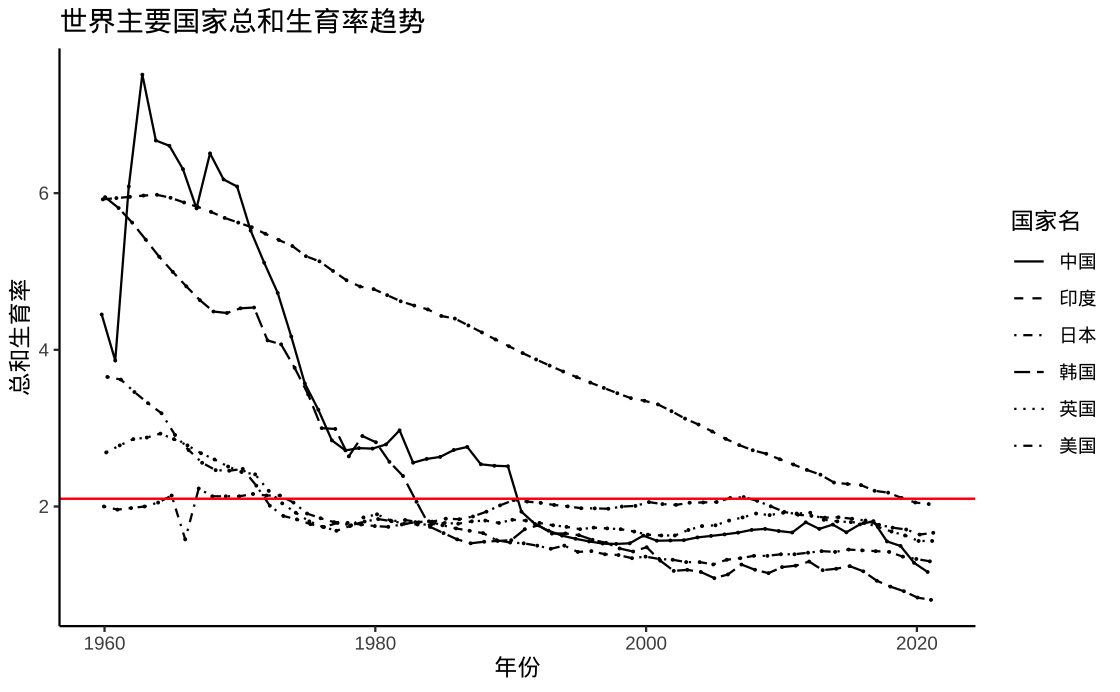 世界主要国家总和生育率趋势
总和生育率
6
4
2
1960
1980
2000
2020
年份
国家名
中国
印度
日本
韩国
英国
美国